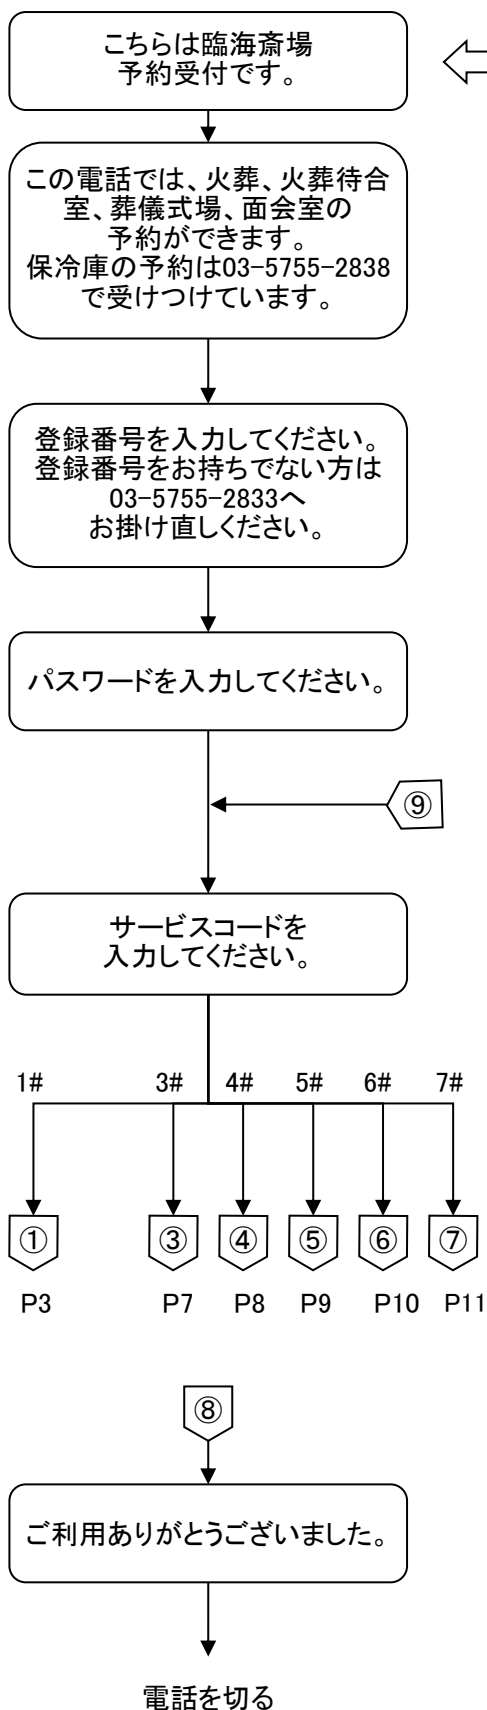 こちらは臨海斎場
予約受付です。
この電話では、火葬、火葬待合
室、葬儀式場、面会室の
予約ができます。
保冷庫の予約は03-5755-2838
で受けつけています。
登録番号を入力してください。
登録番号をお持ちでない方は
03-5755-2833へ
お掛け直しください。
パスワードを入力してください。
⑨
サービスコードを
入力してください。
1# 3# 4# 5# 6# 7#
① ③ ④ ⑤ ⑥ ⑦
P3 P7 P8 P9 P10 P11
⑧
ご利用ありがとうございました。
電話を切る